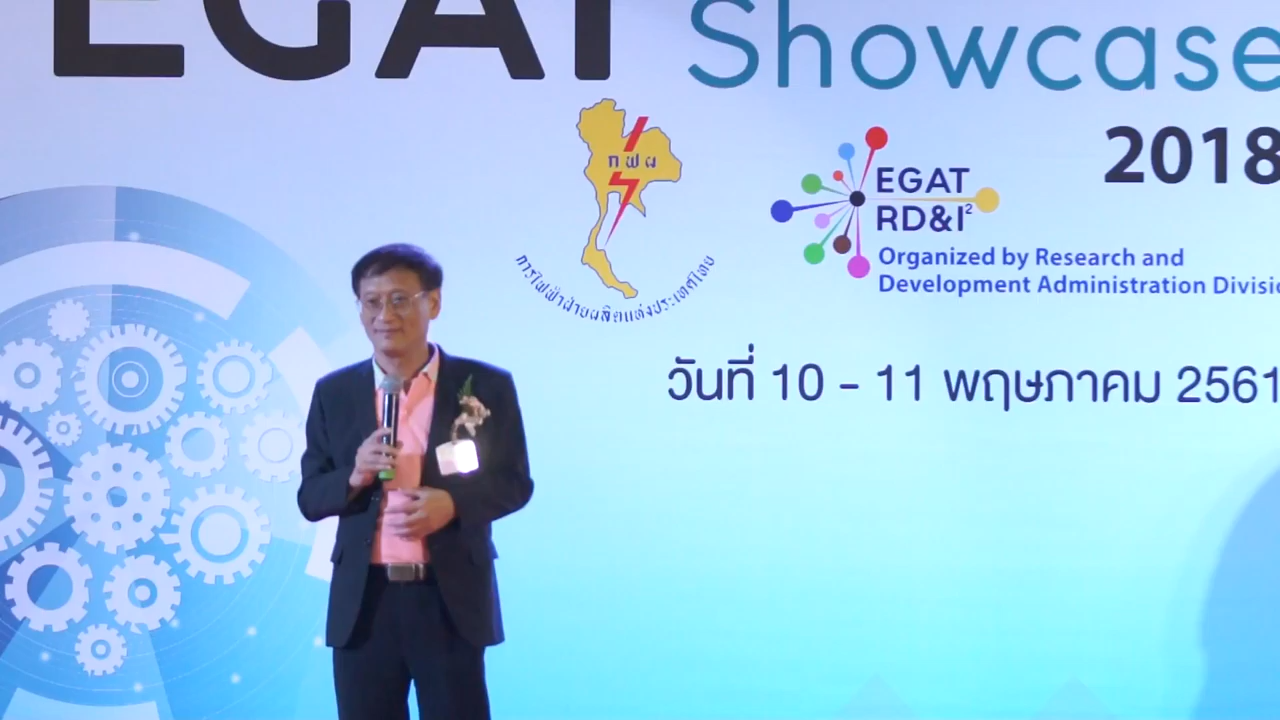 EGAT Showcase
2018
กฟผ
การไฟฟ้าฝ่ายผลิตแห่งประเทศไทย
EGAT
RD&I²
Organized by Research and
Development Administration Divisio
วันที่ 10 - 11 พฤษภาคม 2561